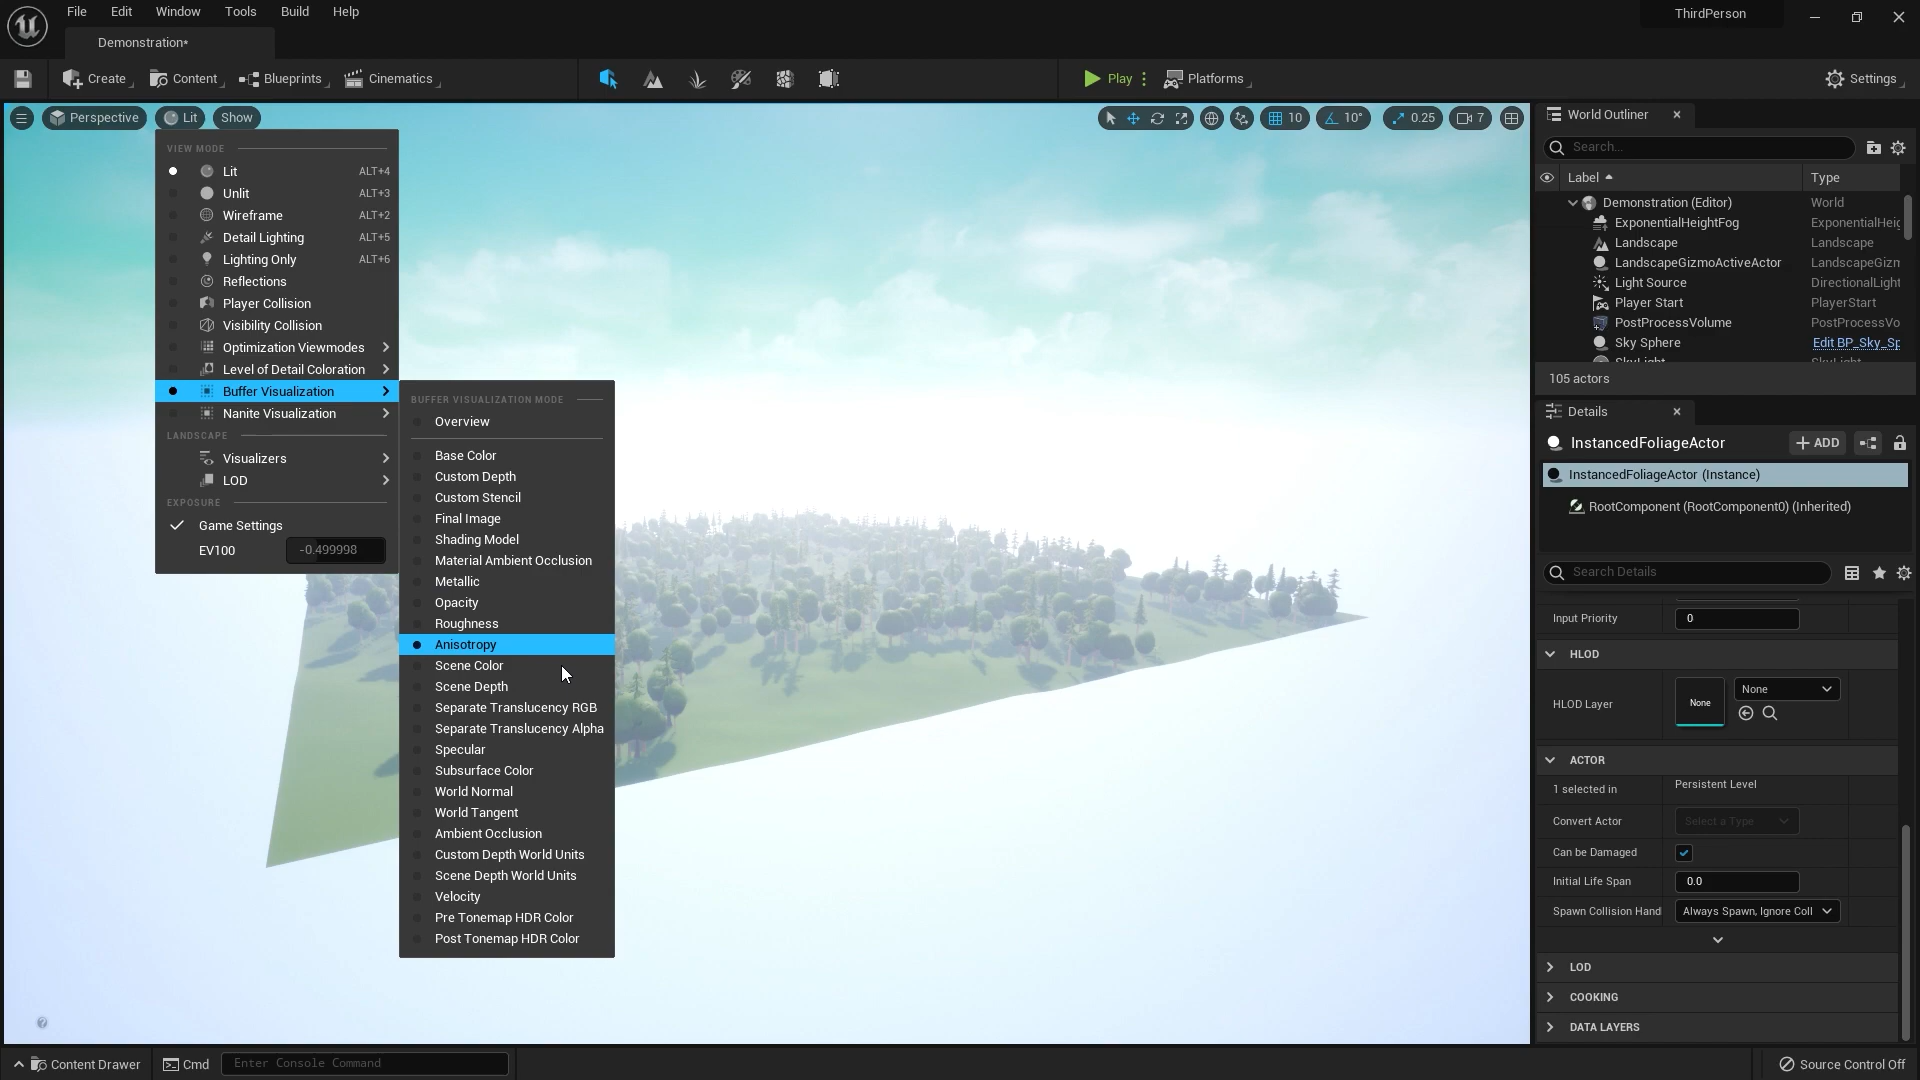 File Edit Window Tools Build Help
ThirdPerson
Demonstration*
Create Content Blueprints Cinematics Play Platforms Settings
Perspective Lit Show 10 10° 0.25 7
VIEW MODE
Lit ALT+4
Unlit ALT+3
Wireframe ALT+2
Detail Lighting ALT+5
Lighting Only ALT+6
Reflections
Player Collision
Visibility Collision
Optimization Viewmodes
Level of Detail Coloration
Buffer Visualization
Nanite Visualization
LANDSCAPE
Visualizers
LOD
EXPOSURE
Game Settings
EV100 -0.499998
BUFFER VISUALIZATION MODE
Overview
Base Color
Custom Depth
Custom Stencil
Final Image
Shading Model
Material Ambient Occlusion
Metallic
Opacity
Roughness
Anisotropy
Scene Color
Scene Depth
Separate Translucency RGB
Separate Translucency Alpha
Specular
Subsurface Color
World Normal
World Tangent
Ambient Occlusion
Custom Depth World Units
Scene Depth World Units
Velocity
Pre Tonemap HDR Color
Post Tonemap HDR Color
World Outliner
Search...
Label Type
Demonstration (Editor) World
ExponentialHeightFog ExponentialHeig
Landscape Landscape
LandscapeGizmoActiveActor LandscapeGizm
Light Source DirectionalLight
Player Start PlayerStart
PostProcessVolume PostProcessVo
Sky Sphere Edit BP_Sky_Sp
SkyLight SkyLight
105 actors
Details
InstancedFoliageActor ADD
InstancedFoliageActor (Instance)
RootComponent (RootComponent0) (Inherited)
Search Details
Input Priority 0
HLOD
HLOD Layer None None
ACTOR
1 selected in Persistent Level
Convert Actor Select a Type
Can be Damaged
Initial Life Span 0.0
Spawn Collision Hand Always Spawn, Ignore Coll
LOD
COOKING
DATA LAYERS
Content Drawer Cmd Enter Console Command Source Control Off